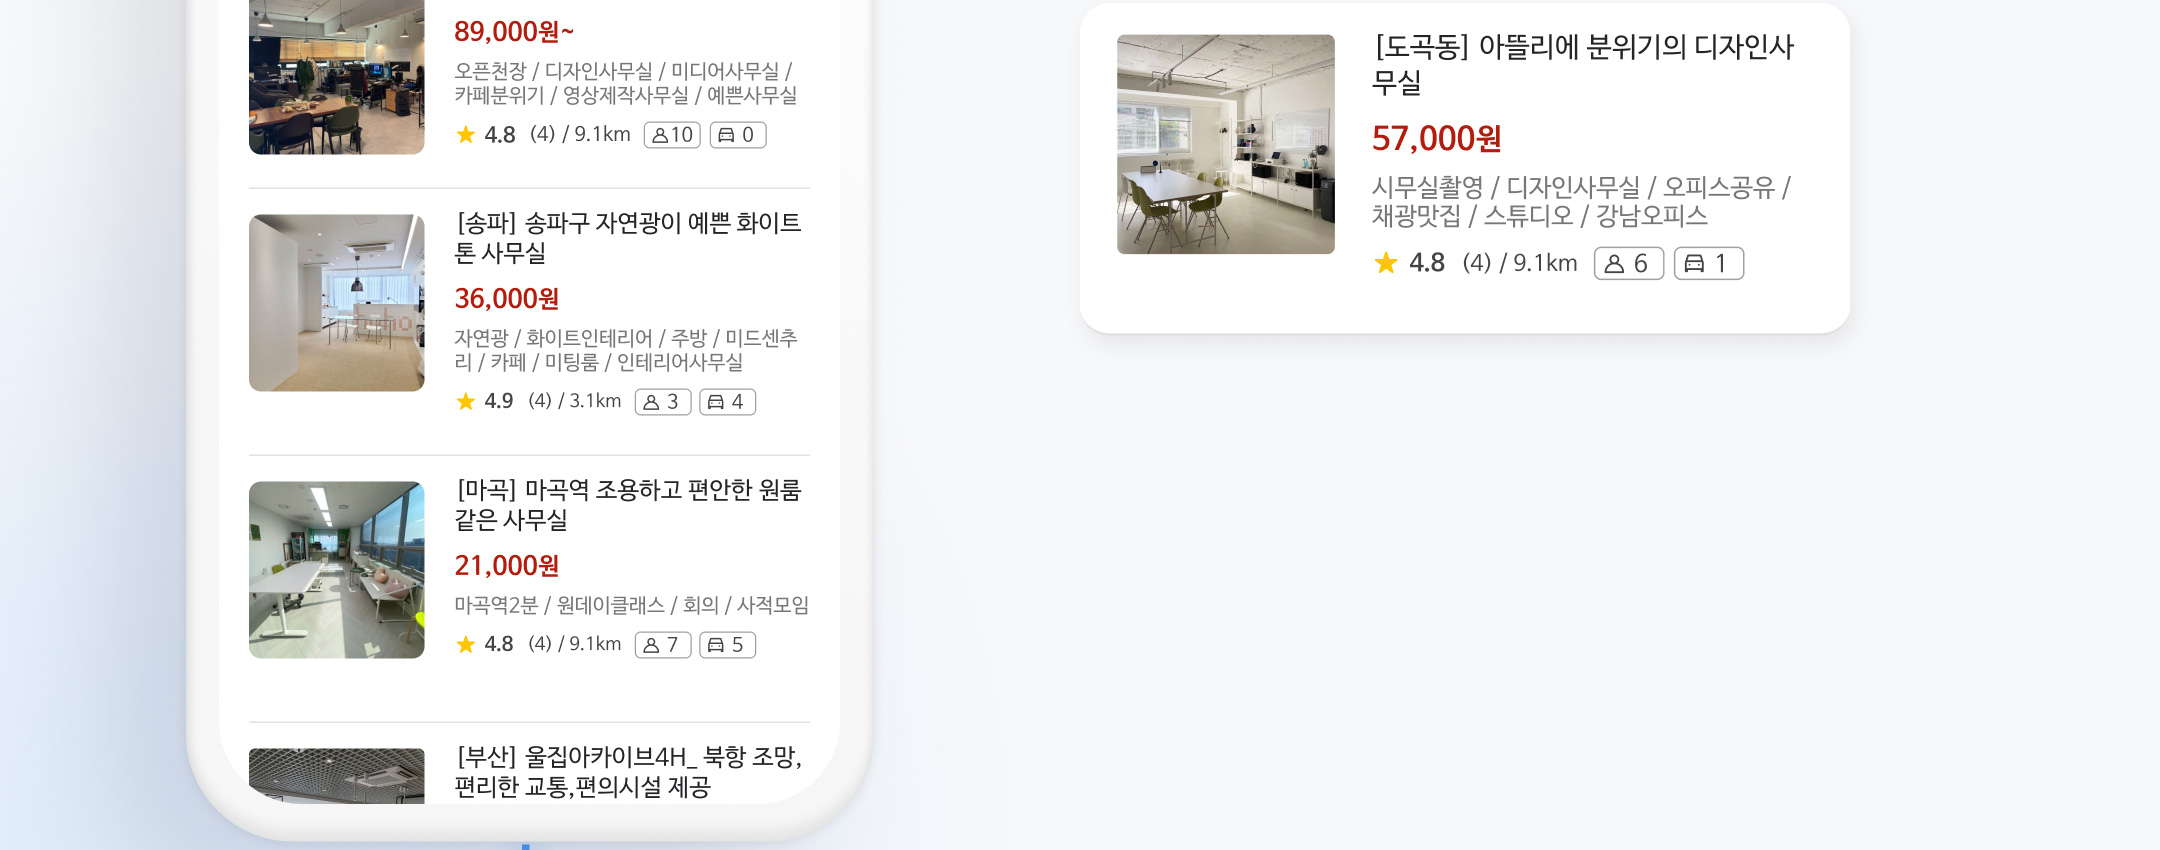 89,000원~
오픈천장 / 디자인사무실 / 미디어사무실 /
카페분위기 / 영상제작사무실 / 예쁜사무실
4.8 (4) / 9.1km 10 0
[송파] 송파구 자연광이 예쁜 화이트
톤 사무실
36,000원
자연광 / 화이트인테리어 / 주방 / 미드센추
리 / 카페 / 미팅룸 / 인테리어사무실
4.9 (4) / 3.1km 3 4
[마곡] 마곡역 조용하고 편안한 원룸
같은 사무실
21,000원
마곡역2분 / 원데이클래스 / 회의 / 사적모임
4.8 (4) / 9.1km 7 5
[부산] 울집아카이브4H_ 북항 조망,
편리한 교통,편의시설 제공
[도곡동] 아뜰리에 분위기의 디자인사
무실
57,000원
시무실촬영 / 디자인사무실 / 오피스공유 /
채광맛집 / 스튜디오 / 강남오피스
4.8 (4) / 9.1km 6 1